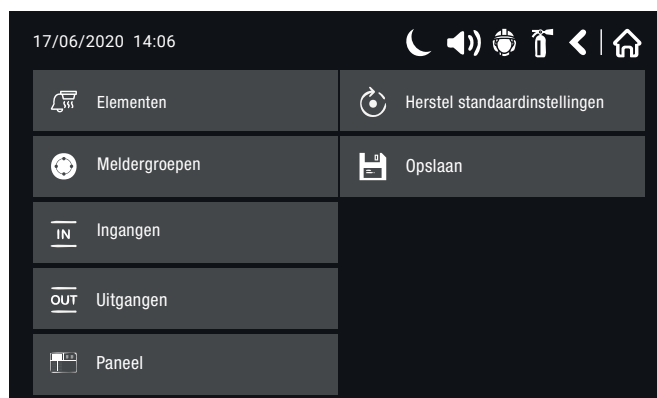 17/06/2020 14:06
Elementen
Herstel standaardinstellingen
Meldergroepen
Opslaan
IN Ingangen
OUT Uitgangen
Paneel